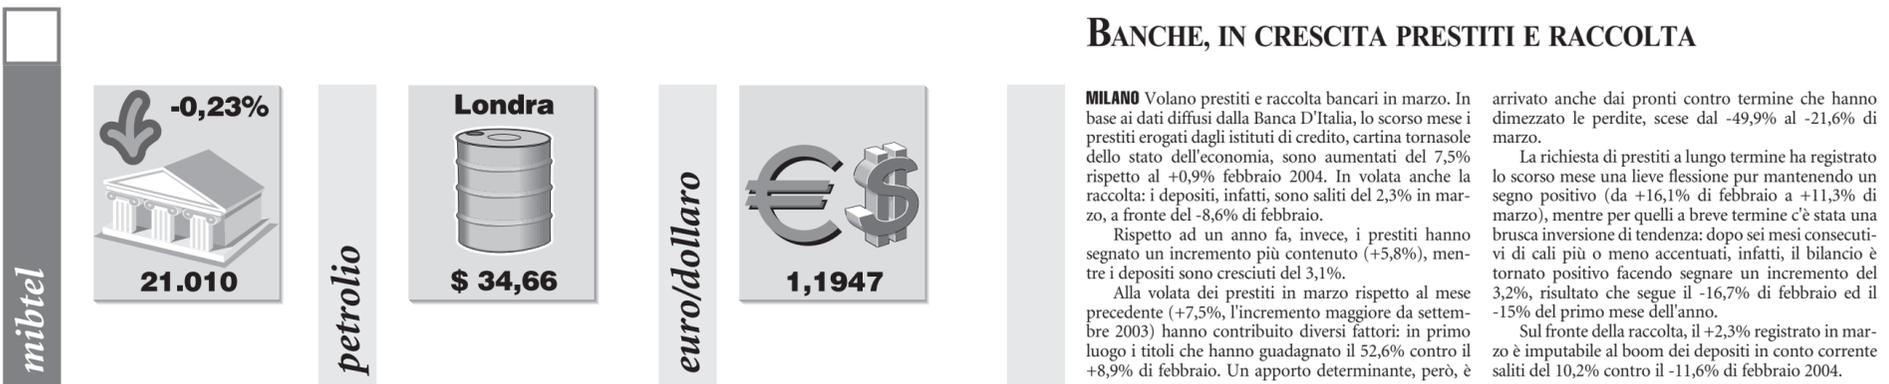 mibtel
-0,23%
21.010
petrolio
Londra
$ 34,66
euro/dollaro
€ $
1,1947
BANCHE, IN CRESCITA PRESTITI E RACCOLTA
MILANO Volano prestiti e raccolta bancari in marzo. In
base ai dati diffusi dalla Banca D'Italia, lo scorso mese i
prestiti erogati dagli istituti di credito, cartina tornasole
dello stato dell'economia, sono aumentati del 7,5%
rispetto al +0,9% febbraio 2004. In volata anche la
raccolta: i depositi, infatti, sono saliti del 2,3% in mar-
zo, a fronte del -8,6% di febbraio.
Rispetto ad un anno fa, invece, i prestiti hanno
segnato un incremento più contenuto (+5,8%), men-
tre i depositi sono cresciuti del 3,1%.
Alla volata dei prestiti in marzo rispetto al mese
precedente (+7,5%, l'incremento maggiore da settem-
bre 2003) hanno contribuito diversi fattori: in primo
luogo i titoli che hanno guadagnato il 52,6% contro il
+8,9% di febbraio. Un apporto determinante, però, è
arrivato anche dai pronti contro termine che hanno
dimezzato le perdite, scese dal -49,9% al -21,6% di
marzo.
La richiesta di prestiti a lungo termine ha registrato
lo scorso mese una lieve flessione pur mantenendo un
segno positivo (da +16,1% di febbraio a +11,3% di
marzo), mentre per quelli a breve termine c'è stata una
brusca inversione di tendenza: dopo sei mesi consecuti-
vi di cali più o meno accentuati, infatti, il bilancio è
tornato positivo facendo segnare un incremento del
3,2%, risultato che segue il -16,7% di febbraio ed il
-15% del primo mese dell'anno.
Sul fronte della raccolta, il +2,3% registrato in mar-
zo è imputabile al boom dei depositi in conto corrente
saliti del 10,2% contro il -11,6% di febbraio 2004.